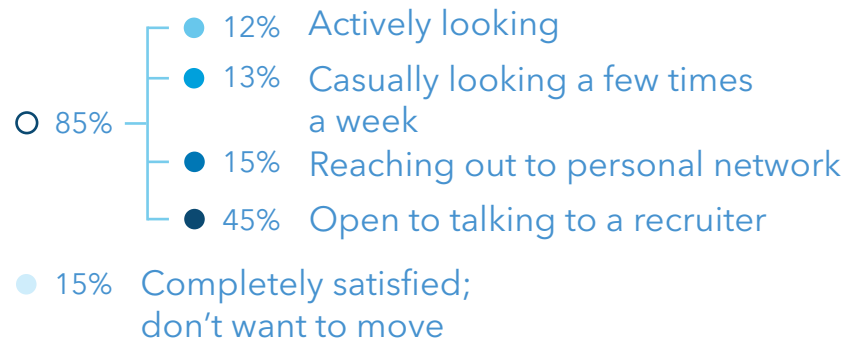 12% Actively looking
13% Casually looking a few times
a week
85%
15% Reaching out to personal network
45% Open to talking to a recruiter
15% Completely satisfied;
don’t want to move